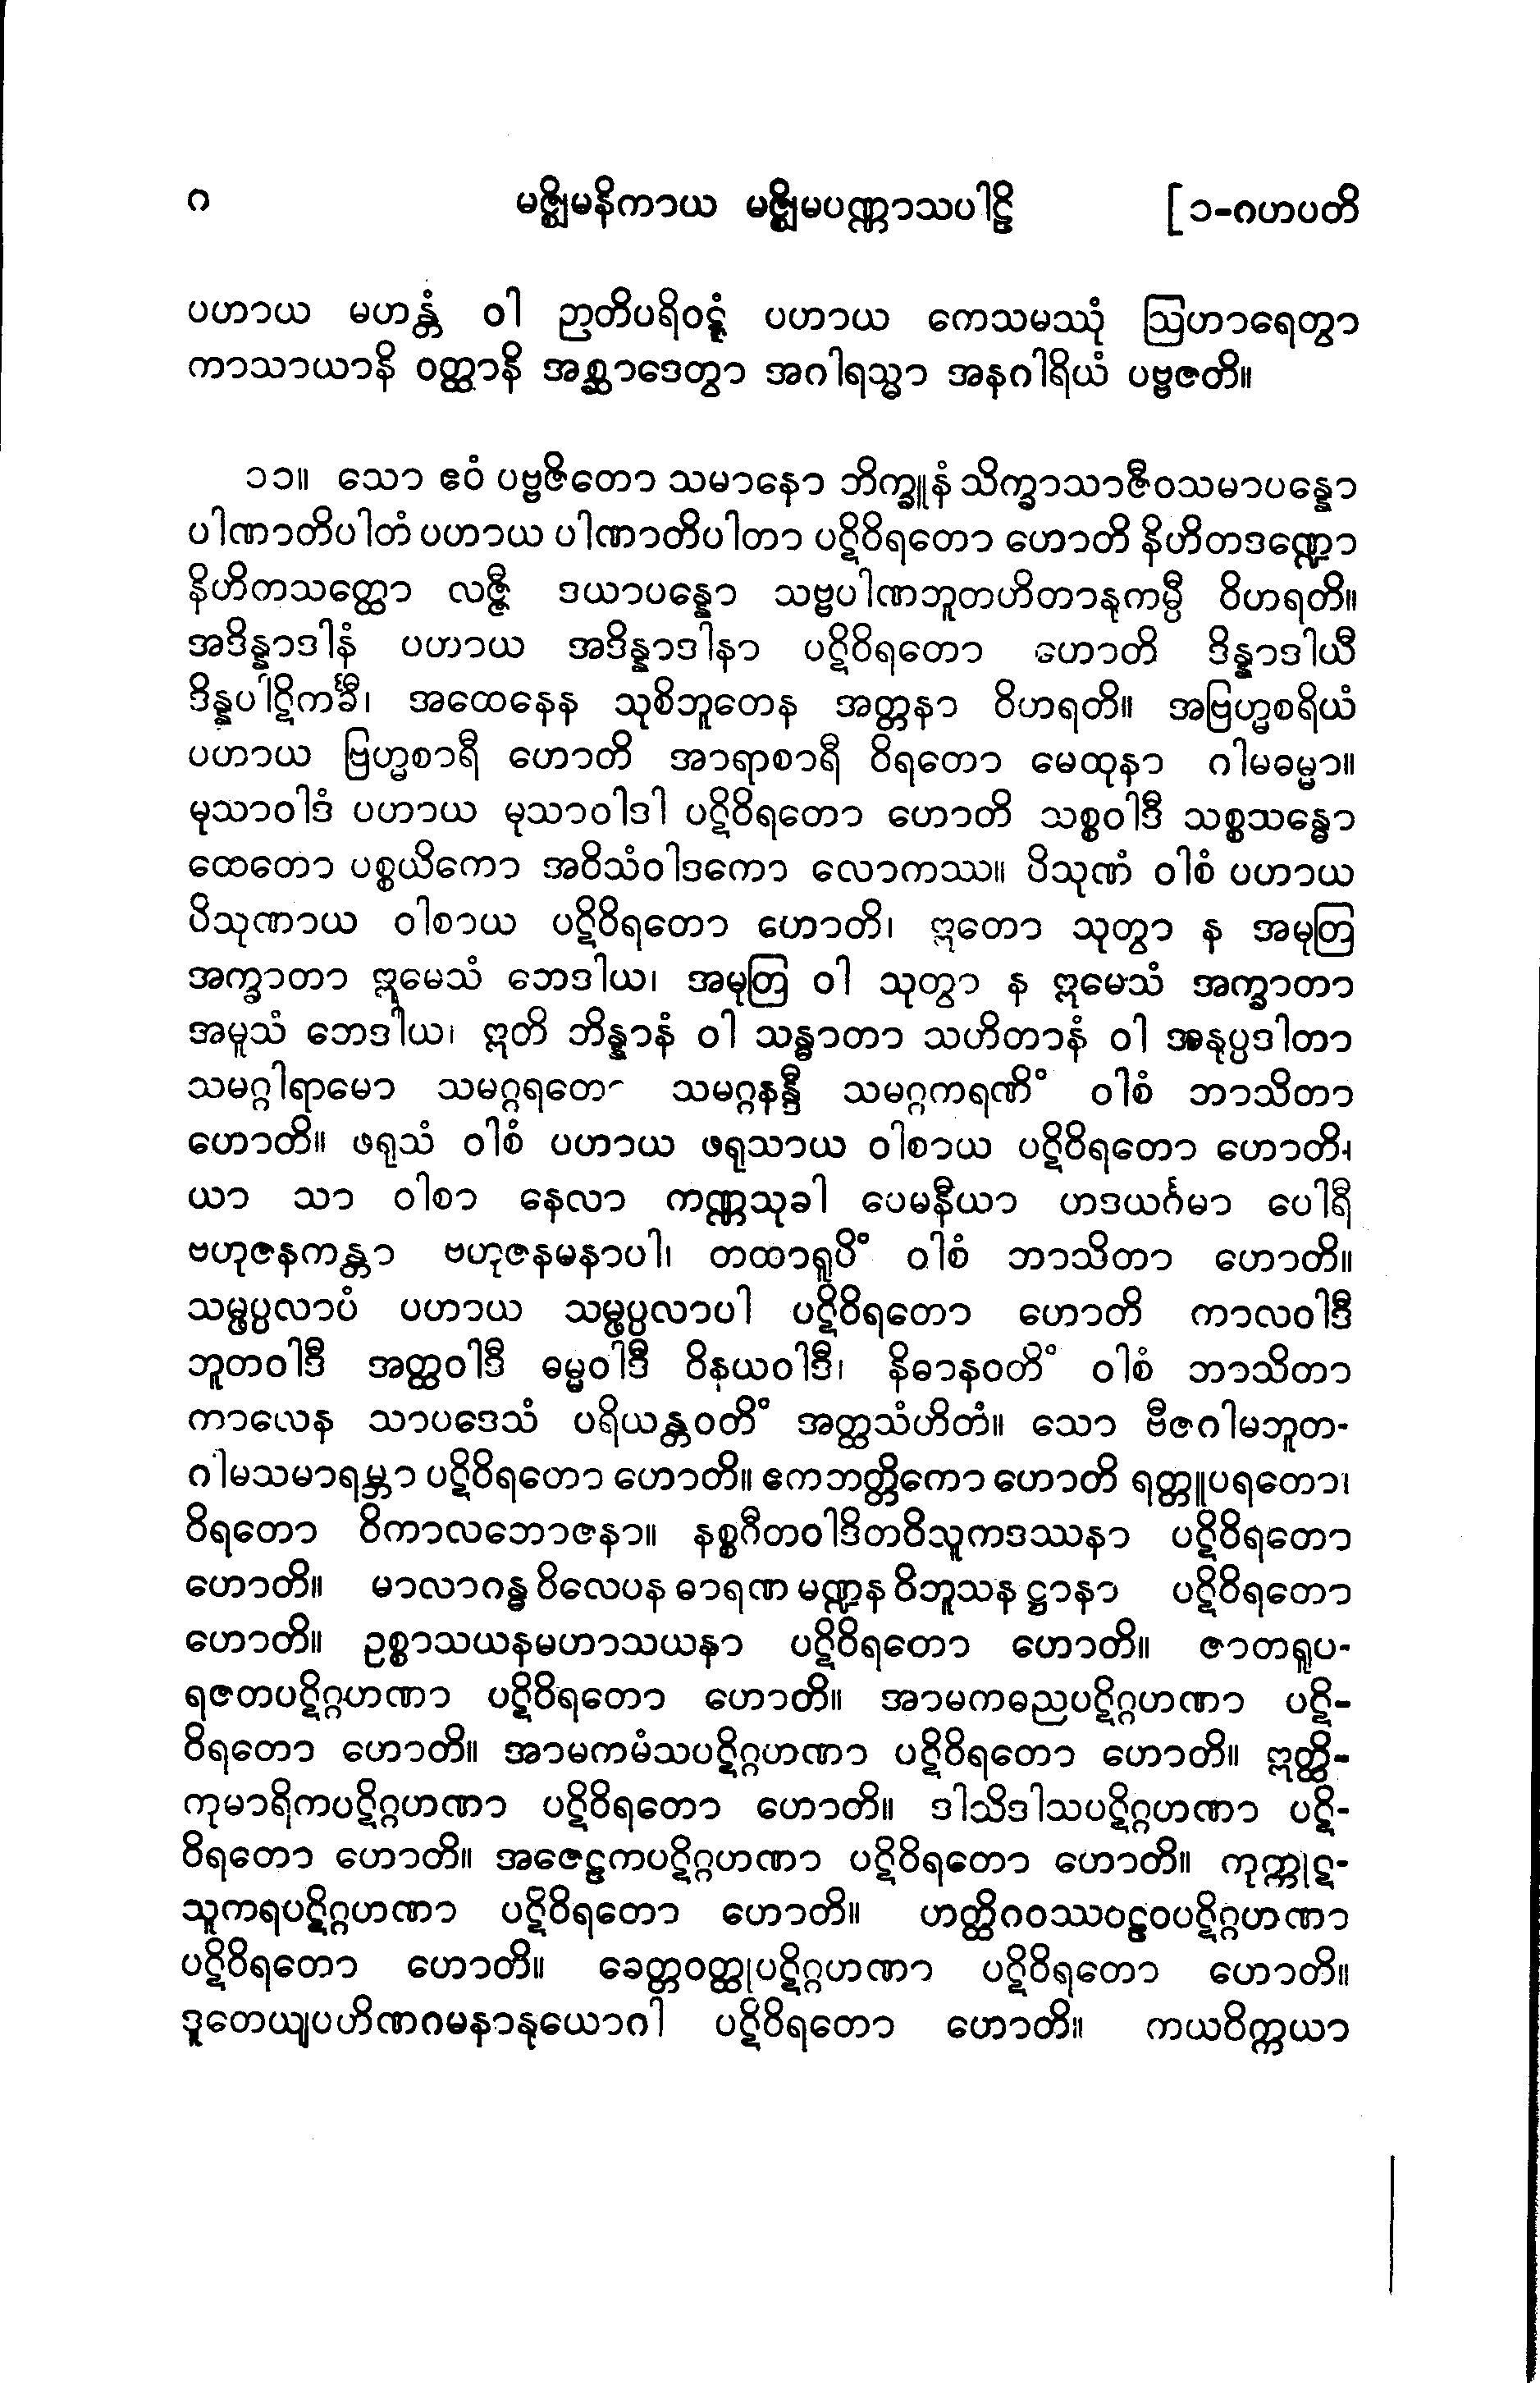 ဂ မဇ္ဈိမနိကာယ မဇ္ဈိမပဏ္ဏာသပါဠိ [ ၁-ဂဟပတိ
ပဟာယ မဟန္တံ ဝါ ဉာတိပရိဝဋ္ဋံ ပဟာယ ကေသမဿုံ ဩဟာရေတွာ
ကာသာယာနိ ဝတ္ထာနိ အစ္ဆာဒေတွာ အဂါရသ္မာ အနဂါရိယံ ပဗ္ဗဇတိ။
၁၁။ သော ဧဝံ ပဗ္ဗဇိတော သမာနော ဘိက္ခူနံ သိက္ခာသာဇီဝသမာပန္နော
ပါဏာတိပါတံ ပဟာယ ပါဏာတိပါတာ ပဋိဝိရတော ဟောတိ နိဟိတဒဏ္ဍော
နိဟိကသတ္ထော လဇ္ဇီ ဒယာပန္နော သဗ္ဗပါဏဘူတဟိတာနုကမ္ပီ ဝိဟရတိ။
အဒိန္နာဒါနံ ပဟာယ အဒိန္နာဒါနာ ပဋိဝိရတော ဟောတိ ဒိန္နာဒါယီ
ဒိန္နပါဋိကင်္ခီ၊ အထေနေန သုစိဘူတေန အတ္တနာ ဝိဟရတိ။ အဗြဟ္မစရိယံ
ပဟာယ ဗြဟ္မစာရီ ဟောတိ အာရာစာရီ ဝိရတော မေထုနာ ဂါမဓမ္မာ။
မုသာဝါဒံ ပဟာယ မုသာဝါဒါ ပဋိဝိရတော ဟောတိ သစ္စဝါဒီ သစ္စသန္ဓော
ထေတော ပစ္စယိကော အဝိသံဝါဒကော လောကဿ။ ပိသုဏံ ဝါစံ ပဟာယ
ပိသုဏာယ ဝါစာယ ပဋိဝိရတော ဟောတိ၊ ဣတော သုတွာ န အမုတြ
အက္ခာတာ ဣမေသံ ဘေဒါယ၊ အမုတြ ဝါ သုတွာ န ဣမေသံ အက္ခာတာ
အမူသံ ဘေဒါယ၊ ဣတိ ဘိန္နာနံ ဝါ သန္ဓာတာ သဟိတာနံ ဝါ အနုပ္ပဒါတာ
သမဂ္ဂါရာမော သမဂ္ဂရတော သမဂ္ဂနန္ဒီ သမဂ္ဂကရဏိံ ဝါစံ ဘာသိတာ
ဟောတိ။ ဖရုသံ ဝါစံ ပဟာယ ဖရုသာယ ဝါစာယ ပဋိဝိရတော ဟောတိ၊
ယာ သာ ဝါစာ နေလာ ကဏ္ဏသုခါ ပေမနီယာ ဟဒယင်္ဂမာ ပေါရီ
ဗဟုဇနကန္တာ ဗဟုဇနမနာပါ၊ တထာရူပိံ ဝါစံ ဘာသိတာ ဟောတိ။
သမ္ဖပ္ပလာပံ ပဟာယ သမ္ဖပ္ပလာပါ ပဋိဝိရတော ဟောတိ ကာလဝါဒီ
ဘူတဝါဒီ အတ္ထဝါဒီ ဓမ္မဝါဒီ ဝိနယဝါဒီ၊ နိဓာနဝတိံ ဝါစံ ဘာသိတာ
ကာလေန သာပဒေသံ ပရိယန္တဝတိံ အတ္ထသံဟိတံ။ သော ဗီဇဂါမဘူတ-
ဂါမသမာရမ္ဘာ ပဋိဝိရတော ဟောတိ။ ဧကဘတ္တိကော ဟောတိ ရတ္တူပရတော၊
ဝိရတော ဝိကာလဘောဇနာ။ နစ္စဂီတဝါဒိတဝိသူကဒဿနာ ပဋိဝိရတော
ဟောတိ။ မာလာဂန္ဓ ဝိလေပန ဓာရဏ မဏ္ဍန ဝိဘူသန ဋ္ဌာနာ ပဋိဝိရတော
ဟောတိ။ ဥစ္စာသယနမဟာသယနာ ပဋိဝိရတော ဟောတိ။ ဇာတရူပ-
ရဇတပဋိဂ္ဂဟဏာ ပဋိဝိရတော ဟောတိ။ အာမကဓညပဋိဂ္ဂဟဏာ ပဋိ-
ဝိရတော ဟောတိ။ အာမကမံသပဋိဂ္ဂဟဏာ ပဋိဝိရတော ဟောတိ။ ဣတ္ထိ-
ကုမာရိကပဋိဂ္ဂဟဏာ ပဋိဝိရတော ဟောတိ။ ဒါသိဒါသပဋိဂ္ဂဟဏာ ပဋိ-
ဝိရတော ဟောတိ။ အဇေဠကပဋိဂ္ဂဟဏာ ပဋိဝိရတော ဟောတိ။ ကုက္ကုဋ-
သူကရပဋိဂ္ဂဟဏာ ပဋိဝိရတော ဟောတိ။ ဟတ္ထိဂဝဿဝဠဝပဋိဂ္ဂဟဏာ
ပဋိဝိရတော ဟောတိ။ ခေတ္တဝတ္ထုပဋိဂ္ဂဟဏာ ပဋိဝိရတော ဟောတိ။
ဒူတေယျပဟိဏဂမနာနုယောဂါ ပဋိဝိရတော ဟောတိ။ ကယဝိက္ကယာ